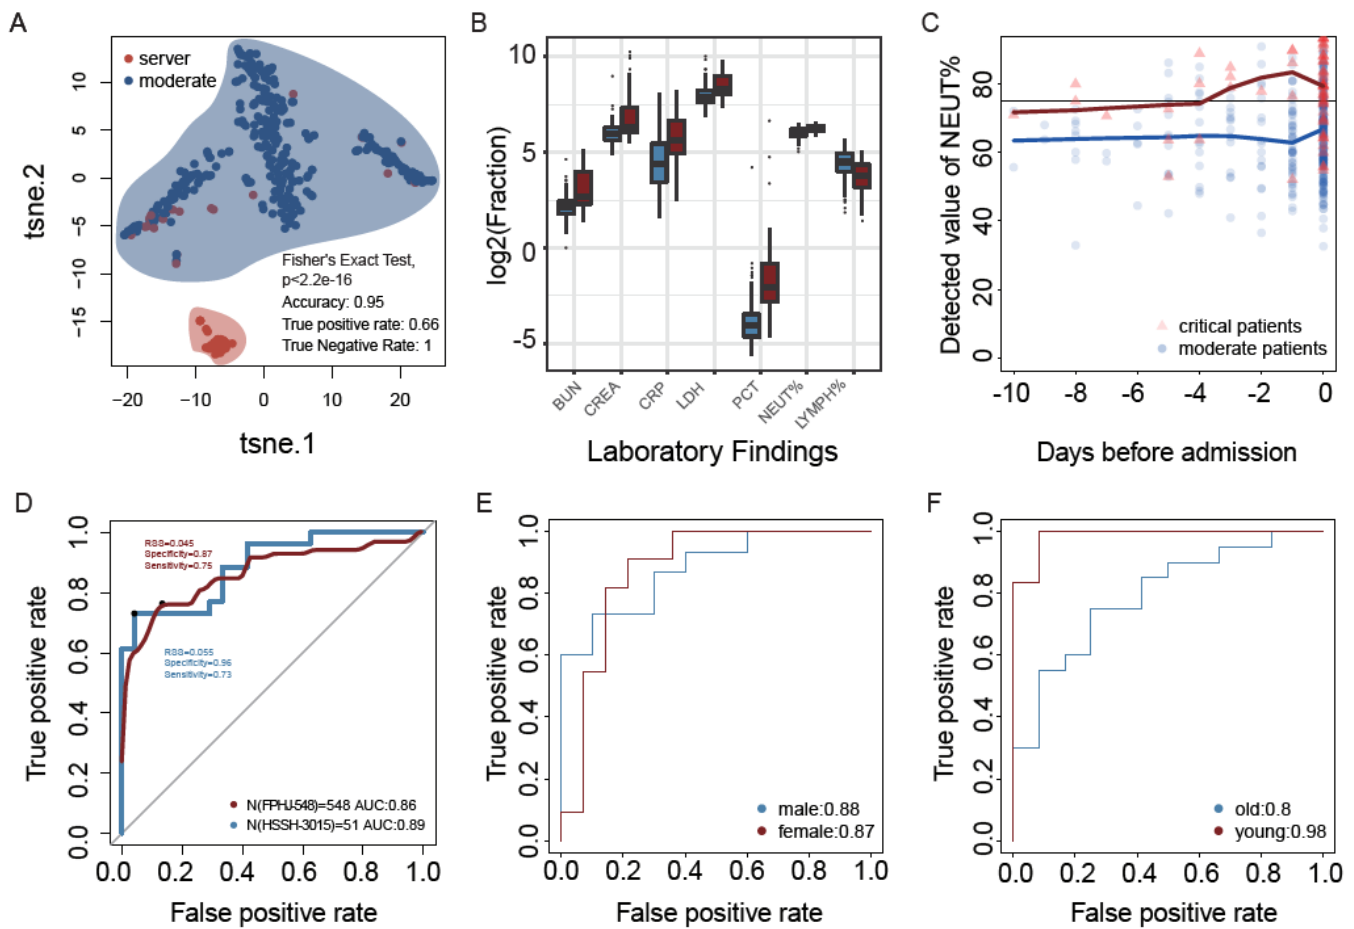 A
server
moderate
10
5
0
−5
−10
−15
tsne.2
Fisher's Exact Test,
p<2.2e-16
Accuracy: 0.95
True positive rate: 0.66
True Negative Rate: 1
−20
−10
0
10
20
tsne.1
B
10
5
0
-5
log2(Fraction)
BUN
CREA
CRP
LDH
PCT
NEUT%
LYMPH%
Laboratory Findings
C
80
60
40
20
0
Detected value of NEUT%
critical patients
moderate patients
-10
-8
-6
-4
-2
0
Days before admission
D
1.0
0.8
0.6
0.4
0.2
0.0
True positive rate
RSS=0.045
Specificity=0.87
Sensitivity=0.75
RSS=0.055
Specificity=0.96
Sensitivity=0.73
N(FPHJ-548)=548 AUC:0.86
N(HSSH-3015)=51 AUC:0.89
0.0
0.2
0.4
0.6
0.8
1.0
False positive rate
E
1.0
0.8
0.6
0.4
0.2
0.0
True positive rate
male:0.88
female:0.87
0.0
0.2
0.4
0.6
0.8
1.0
False positive rate
F
1.0
0.8
0.6
0.4
0.2
0.0
True positive rate
old:0.8
young:0.98
0.0
0.2
0.4
0.6
0.8
1.0
False positive rate